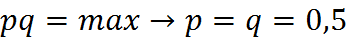 pq = max → p = q = 0,5